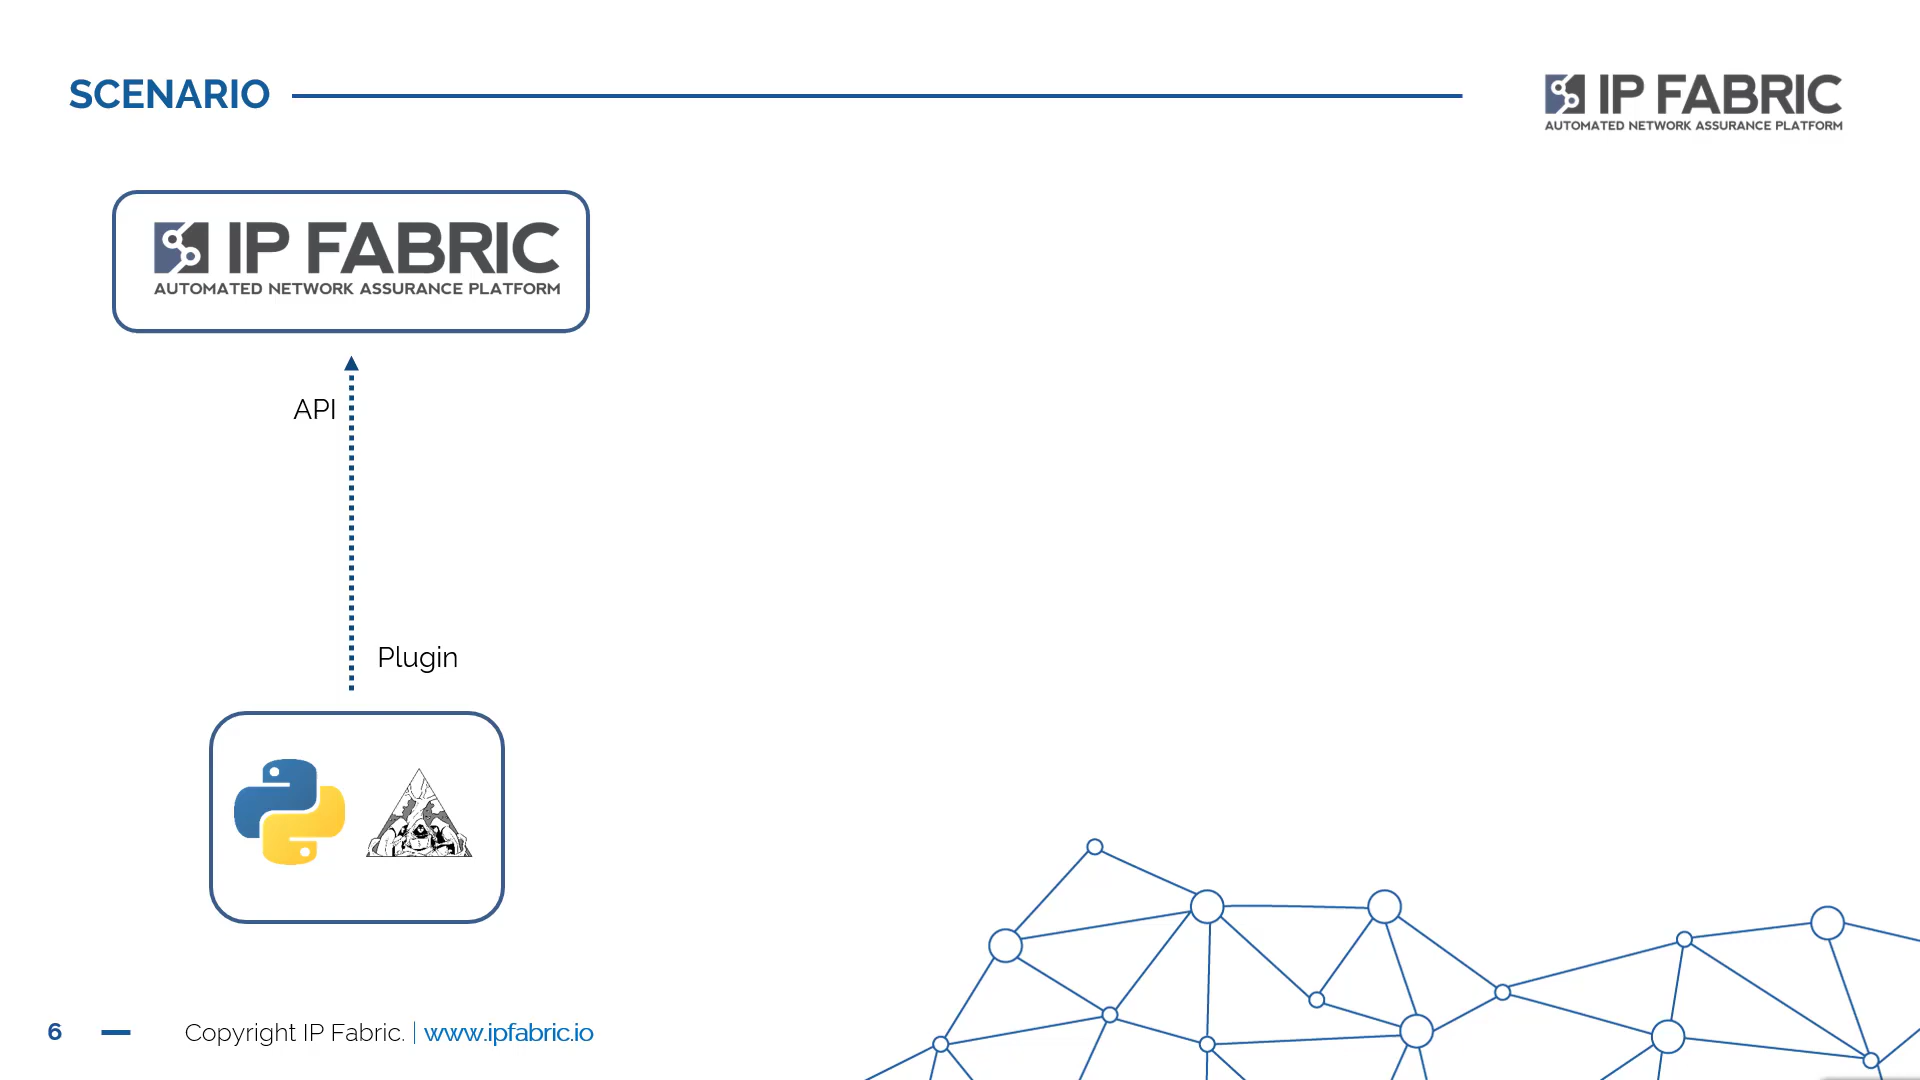 SCENARIO
IP FABRIC
AUTOMATED NETWORK ASSURANCE PLATFORM
IP FABRIC
AUTOMATED NETWORK ASSURANCE PLATFORM
API
Plugin
6
Copyright IP Fabric. | www.ipfabric.io